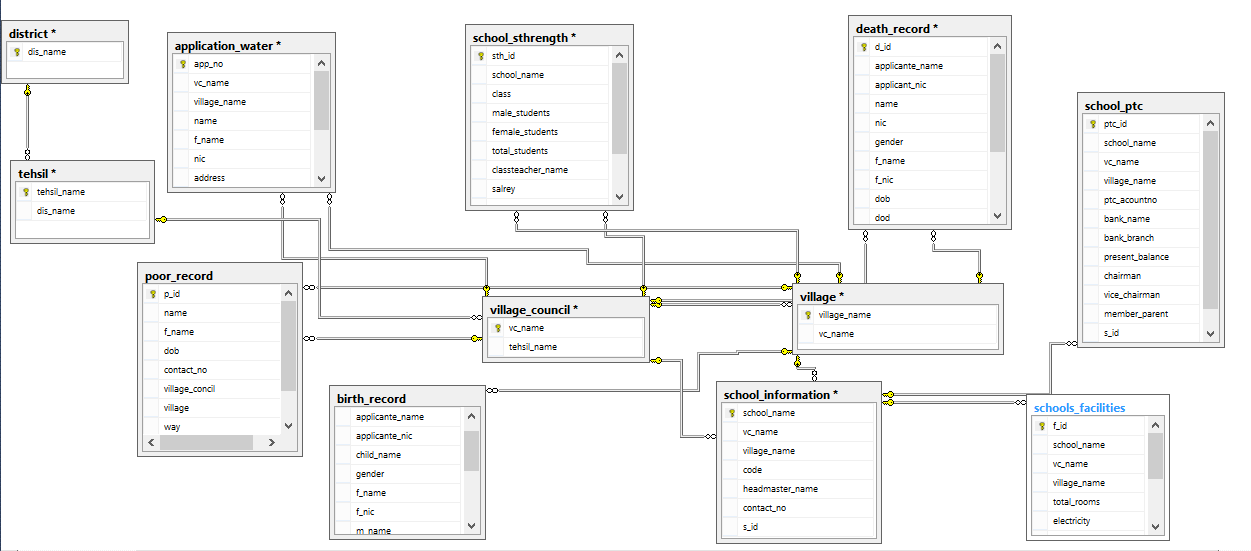 district *
dis_name
tehsil *
tehsil_name
dis_name
application_water *
app_no
vc_name
village_name
name
f_name
nic
address
school_sthrength *
sth_id
school_name
class
male_students
female_students
total_students
classteacher_name
salrey
death_record *
d_id
applicante_name
applicant_nic
name
nic
gender
f_name
f_nic
dob
dod
school_ptc
ptc_id
school_name
vc_name
village_name
ptc_acountno
bank_name
bank_branch
present_balance
chairman
vice_chairman
member_parent
s_id
poor_record
p_id
name
f_name
dob
contact_no
village_concil
village
way
village_council *
vc_name
tehsil_name
village *
village_name
vc_name
birth_record
applicante_name
applicante_nic
child_name
gender
f_name
f_nic
m_name
school_information *
school_name
vc_name
village_name
code
headmaster_name
contact_no
s_id
schools_facilities
f_id
school_name
vc_name
village_name
total_rooms
electricity